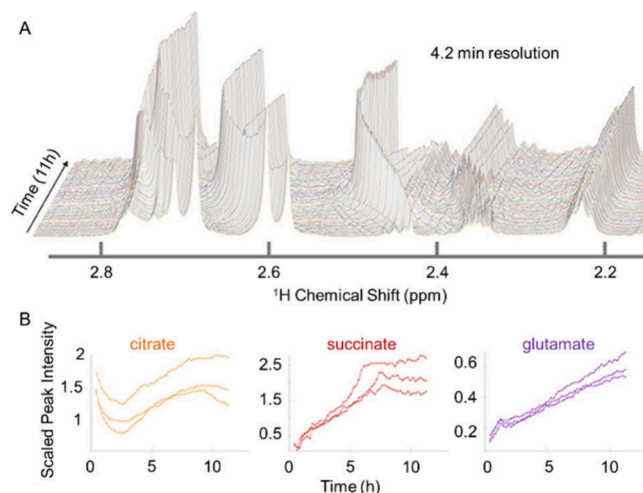 A
4.2 min resolution
Time (11h)
2.8
2.6
2.4
2.2
¹H Chemical Shift (ppm)
B
Scaled Peak Intensity
citrate
2
1.5
1
0
5
10
succinate
2.5
1.5
0.5
0
5
10
glutamate
0.6
0.4
0.2
0
5
10
Time (h)